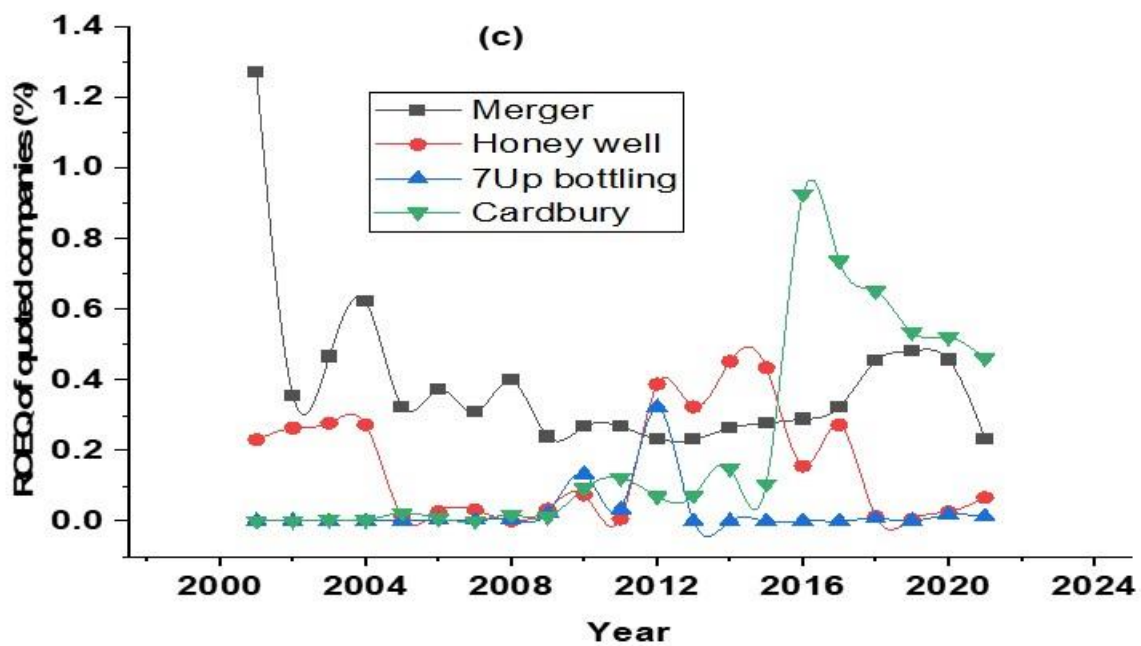 (c)
ROEQ of quoted companies (%)
1.4
1.2
1.0
0.8
0.6
0.4
0.2
0.0
Merger
Honey well
7Up bottling
Cardbury
2000 2004 2008 2012 2016 2020 2024
Year